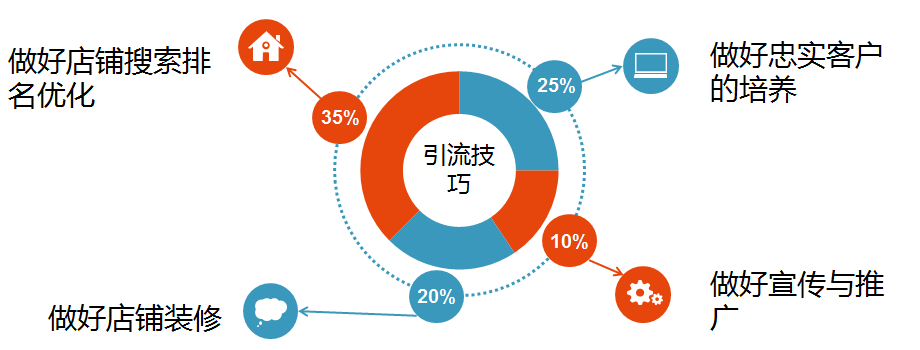 做好店铺搜索排
名优化
35%
25%
做好忠实客户
的培养
引流技
巧
10%
做好宣传与推
广
20%
做好店铺装修